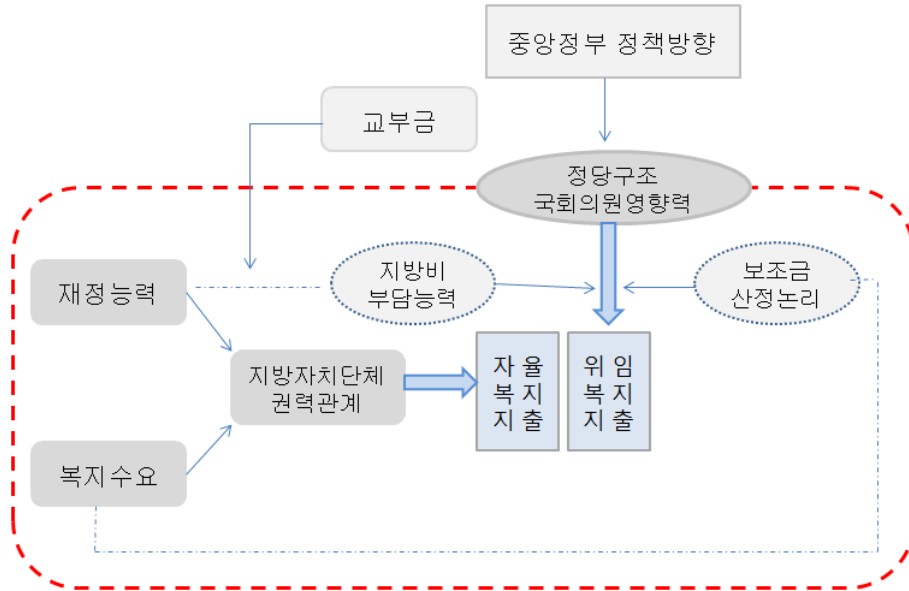 중앙정부 정책방향
교부금
정당구조
국회의원영향력
재정능력
지방비
부담능력
보조금
산정논리
지방자치단체
권력관계
자 율
복 지
지 출
위 임
복 지
지 출
복지수요